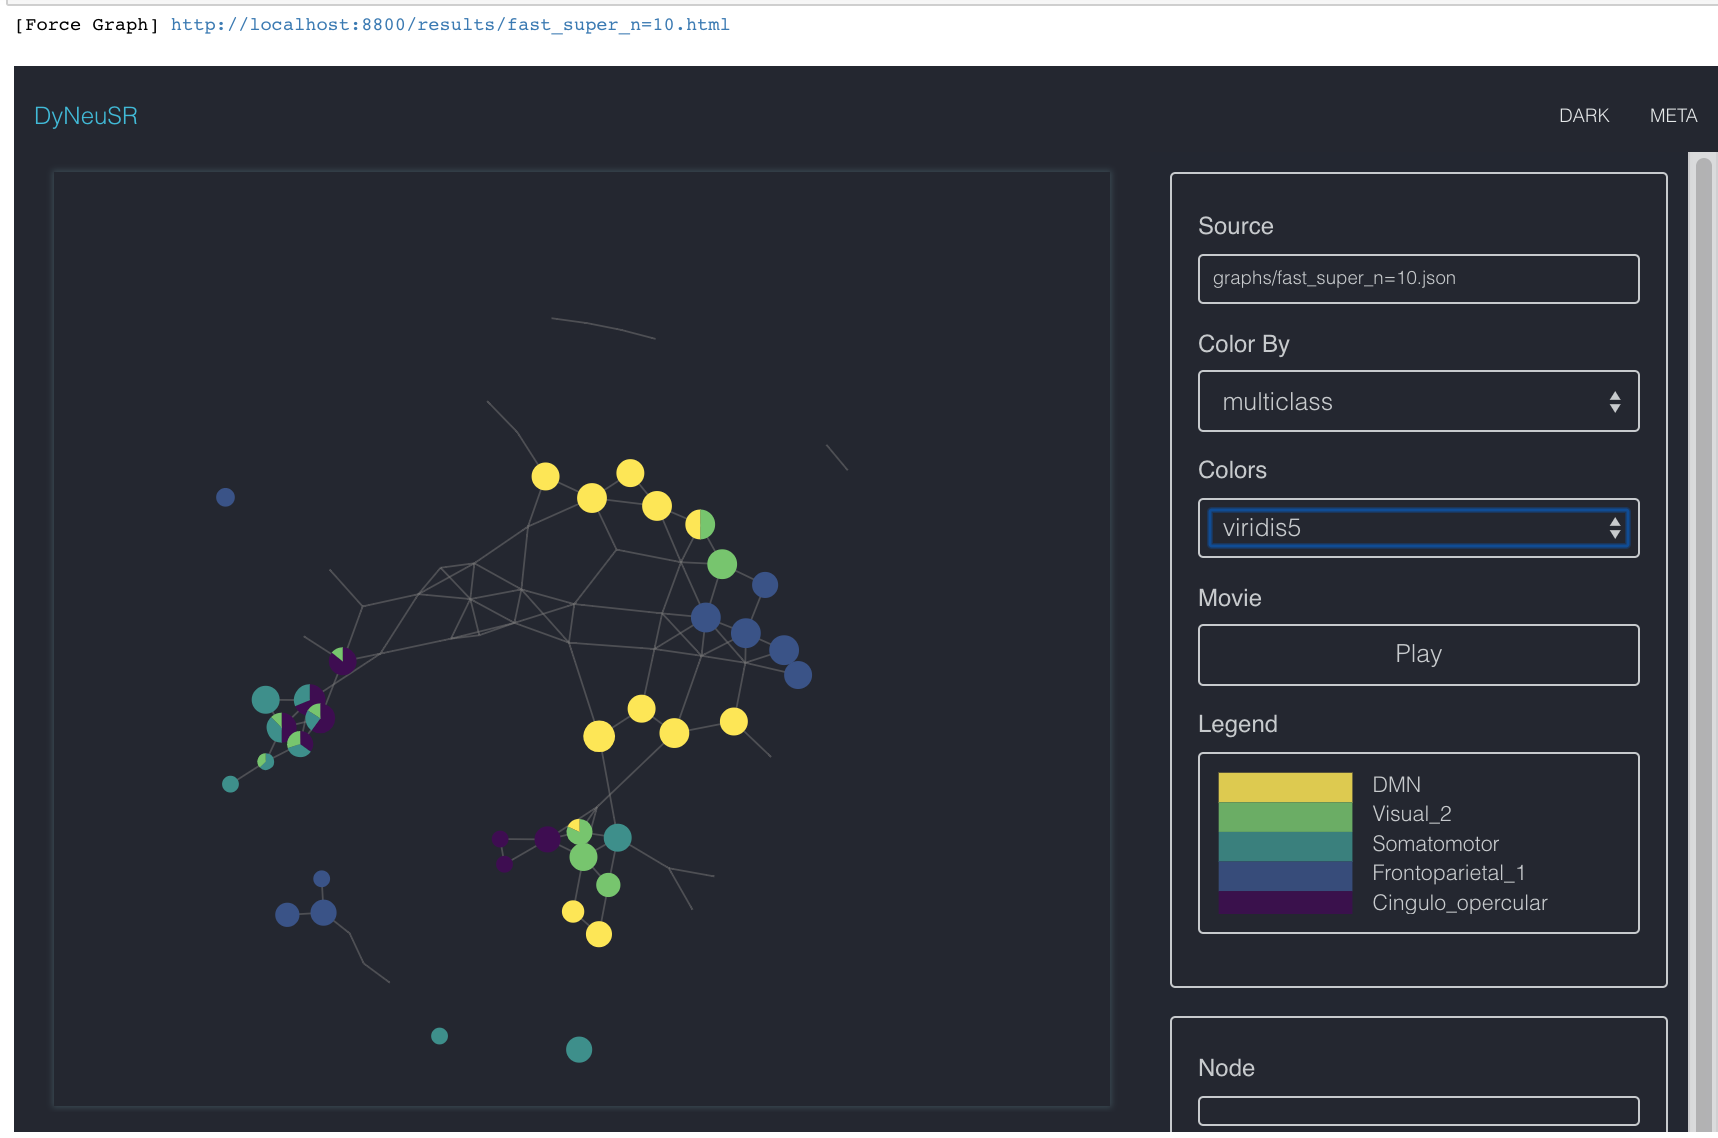 [Force Graph] http://localhost:8800/results/fast_super_n=10.html
DyNeuSR
DARK
META
Source
graphs/fast_super_n=10.json
Color By
multiclass
Colors
viridis5
Movie
Play
Legend
DMN
Visual_2
Somatomotor
Frontoparietal_1
Cingulo_opercular
Node